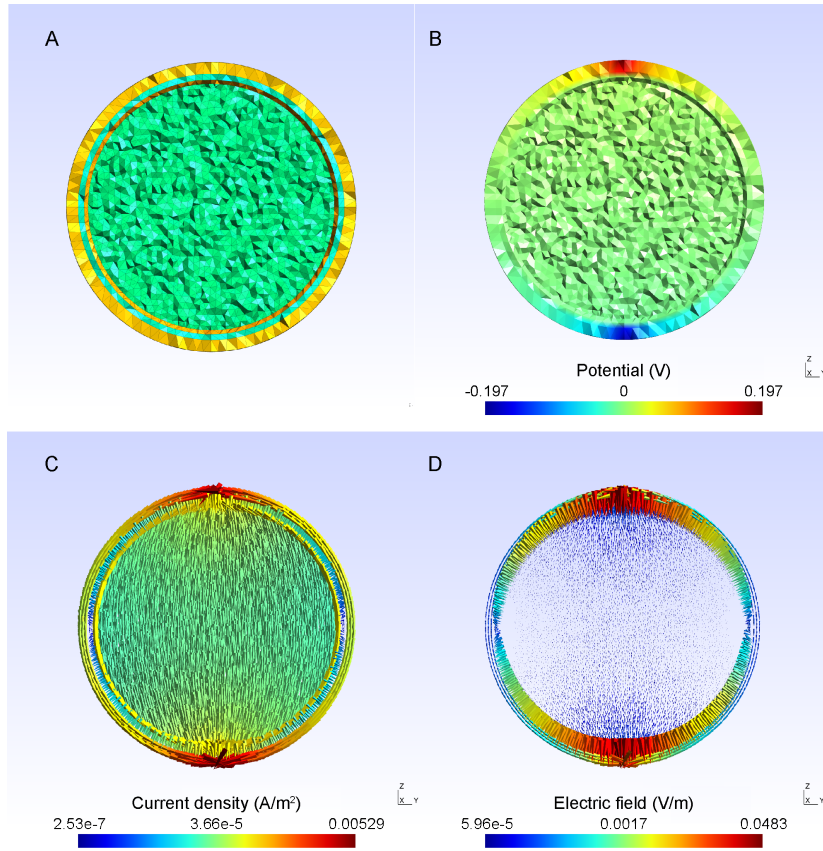 A
B
Potential (V)
-0.197 0 0.197
Z
X Y
C
D
Z
X Y
Z
X Y
Current density (A/m²)
Electric field (V/m)
2.53e-7 3.66e-5 0.00529
5.96e-5 0.0017 0.0483